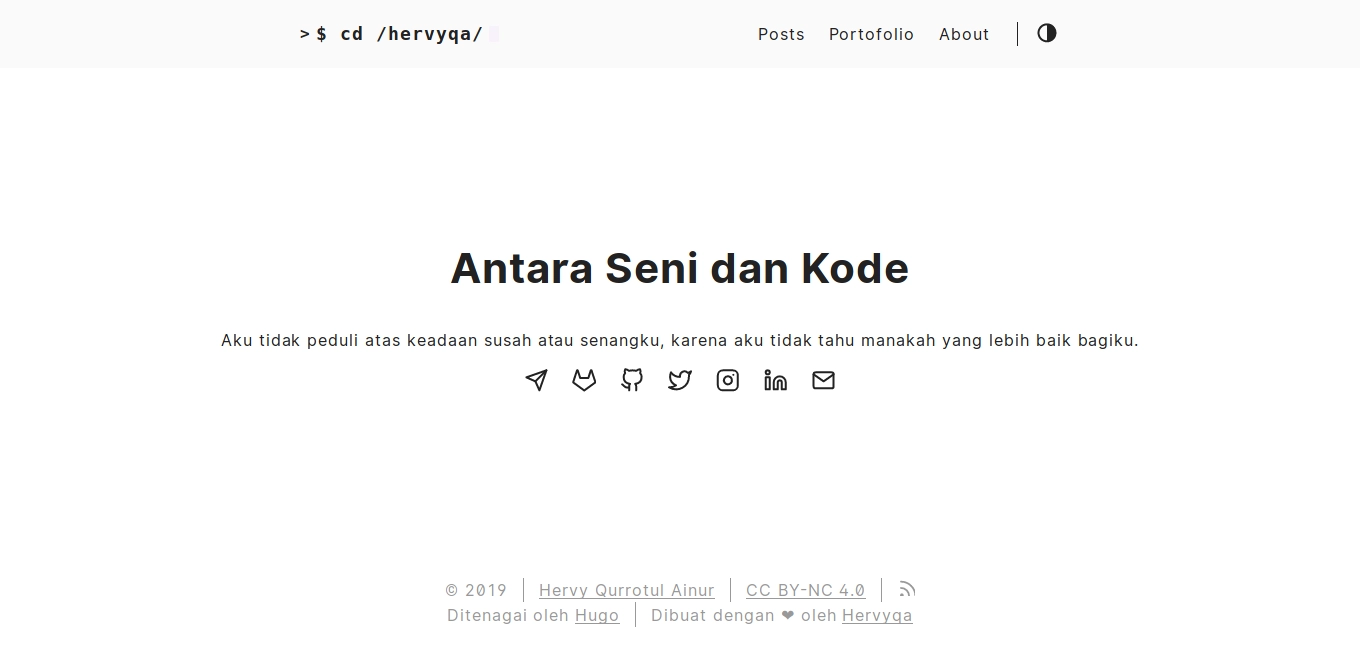 > $ cd /hervyqa/
Posts Portofolio About
Antara Seni dan Kode
Aku tidak peduli atas keadaan susah atau senangku, karena aku tidak tahu manakah yang lebih baik bagiku.
© 2019 Hervy Qurrotul Ainur CC BY-NC 4.0
Ditenagai oleh Hugo Dibuat dengan ❤ oleh Hervyqa